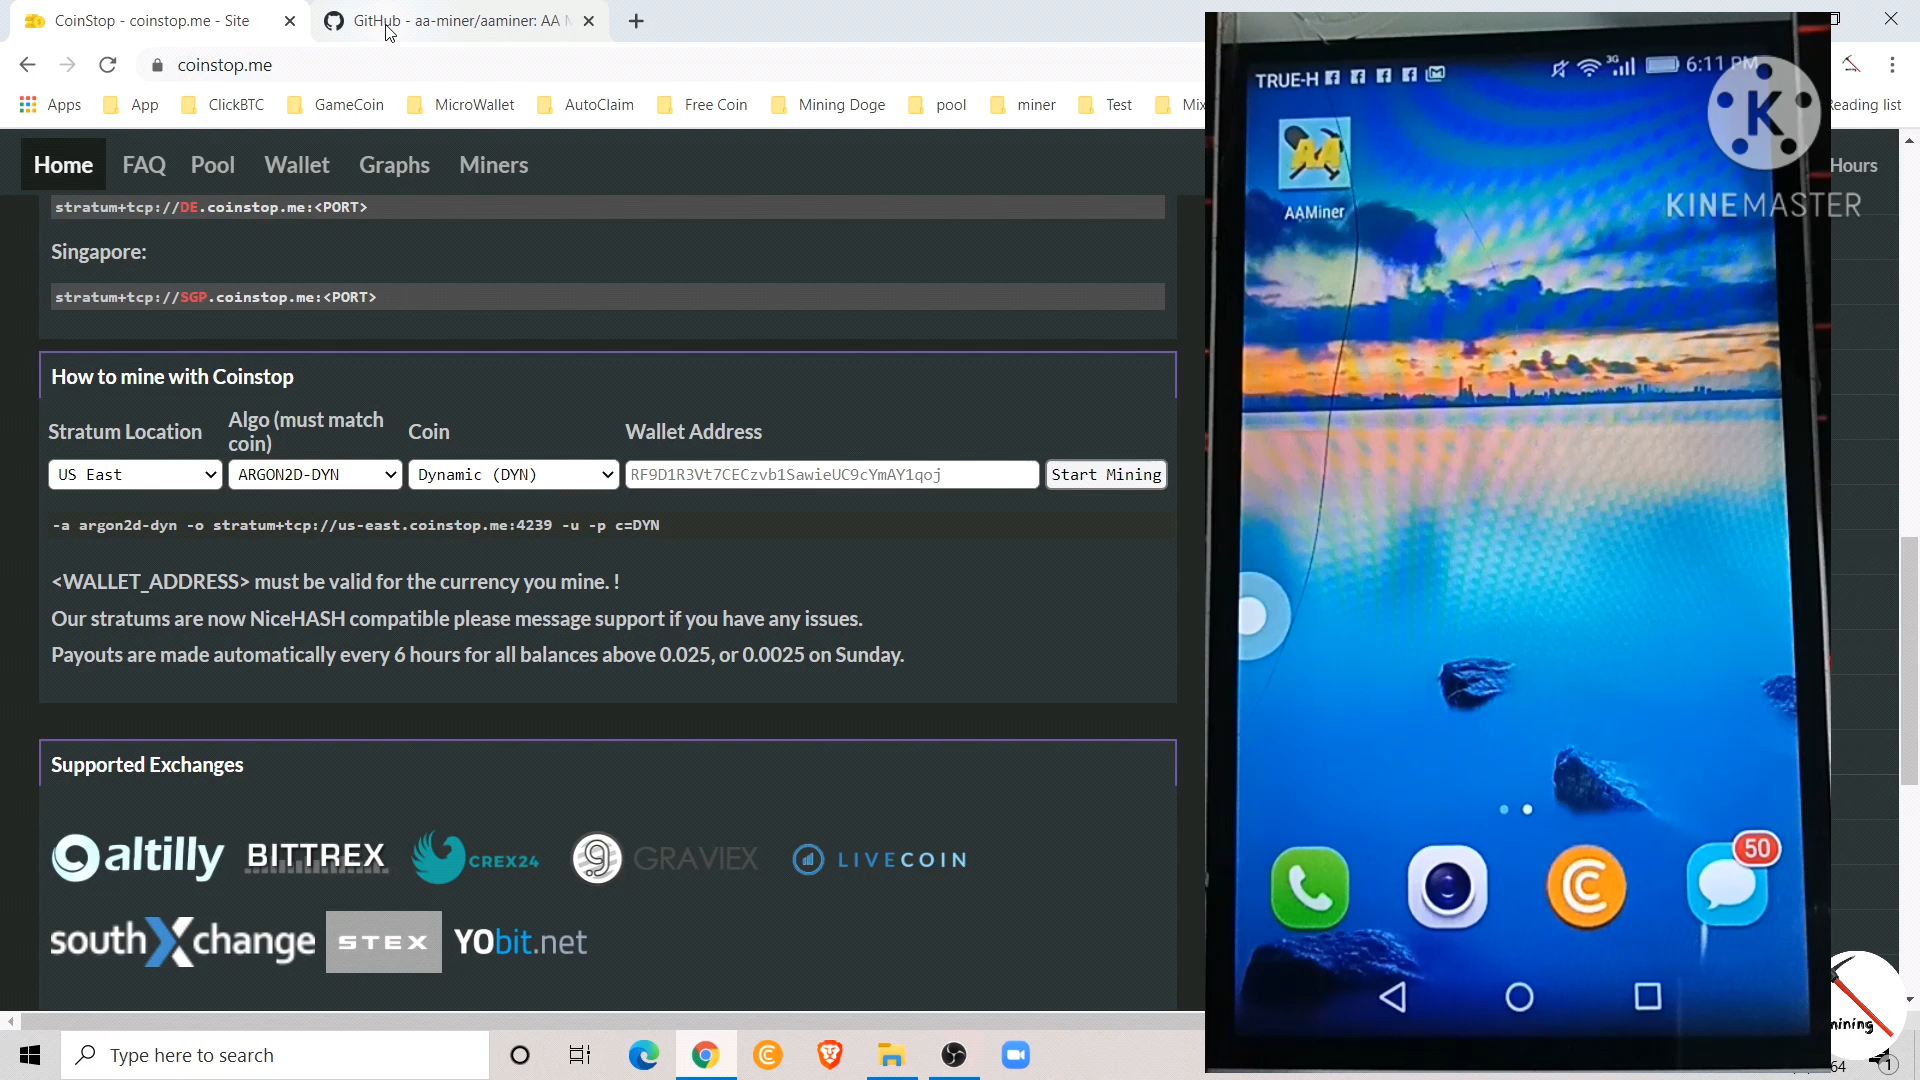 CoinStop - coinstop.me - Site
GitHub - aa-miner/aaminer: AA M
coinstop.me
Apps
App
ClickBTC
GameCoin
MicroWallet
AutoClaim
Free Coin
Mining Doge
pool
miner
Test
Mix
Reading list
Home
FAQ
Pool
Wallet
Graphs
Miners
Hours
stratum+tcp://DE.coinstop.me:<PORT>
Singapore:
stratum+tcp://SGP.coinstop.me:<PORT>
How to mine with Coinstop
Stratum Location
Algo (must match
coin)
Coin
Wallet Address
US East
ARGON2D-DYN
Dynamic (DYN)
RF9D1R3Vt7CECzvb1SawieUC9cYmAY1qoj
Start Mining
-a argon2d-dyn -o stratum+tcp://us-east.coinstop.me:4239 -u -p c=DYN
<WALLET_ADDRESS> must be valid for the currency you mine. !
Our stratums are now NiceHASH compatible please message support if you have any issues.
Payouts are made automatically every 6 hours for all balances above 0.025, or 0.0025 on Sunday.
Supported Exchanges
altilly
BITTREX
CREX24
GRAVIEX
LIVECOIN
southXchange
STEX
YObit.net
Type here to search
TRUE-H
3G
6:11 PM
K
KINEMASTER
AA
AAMiner
50
mining
64
1